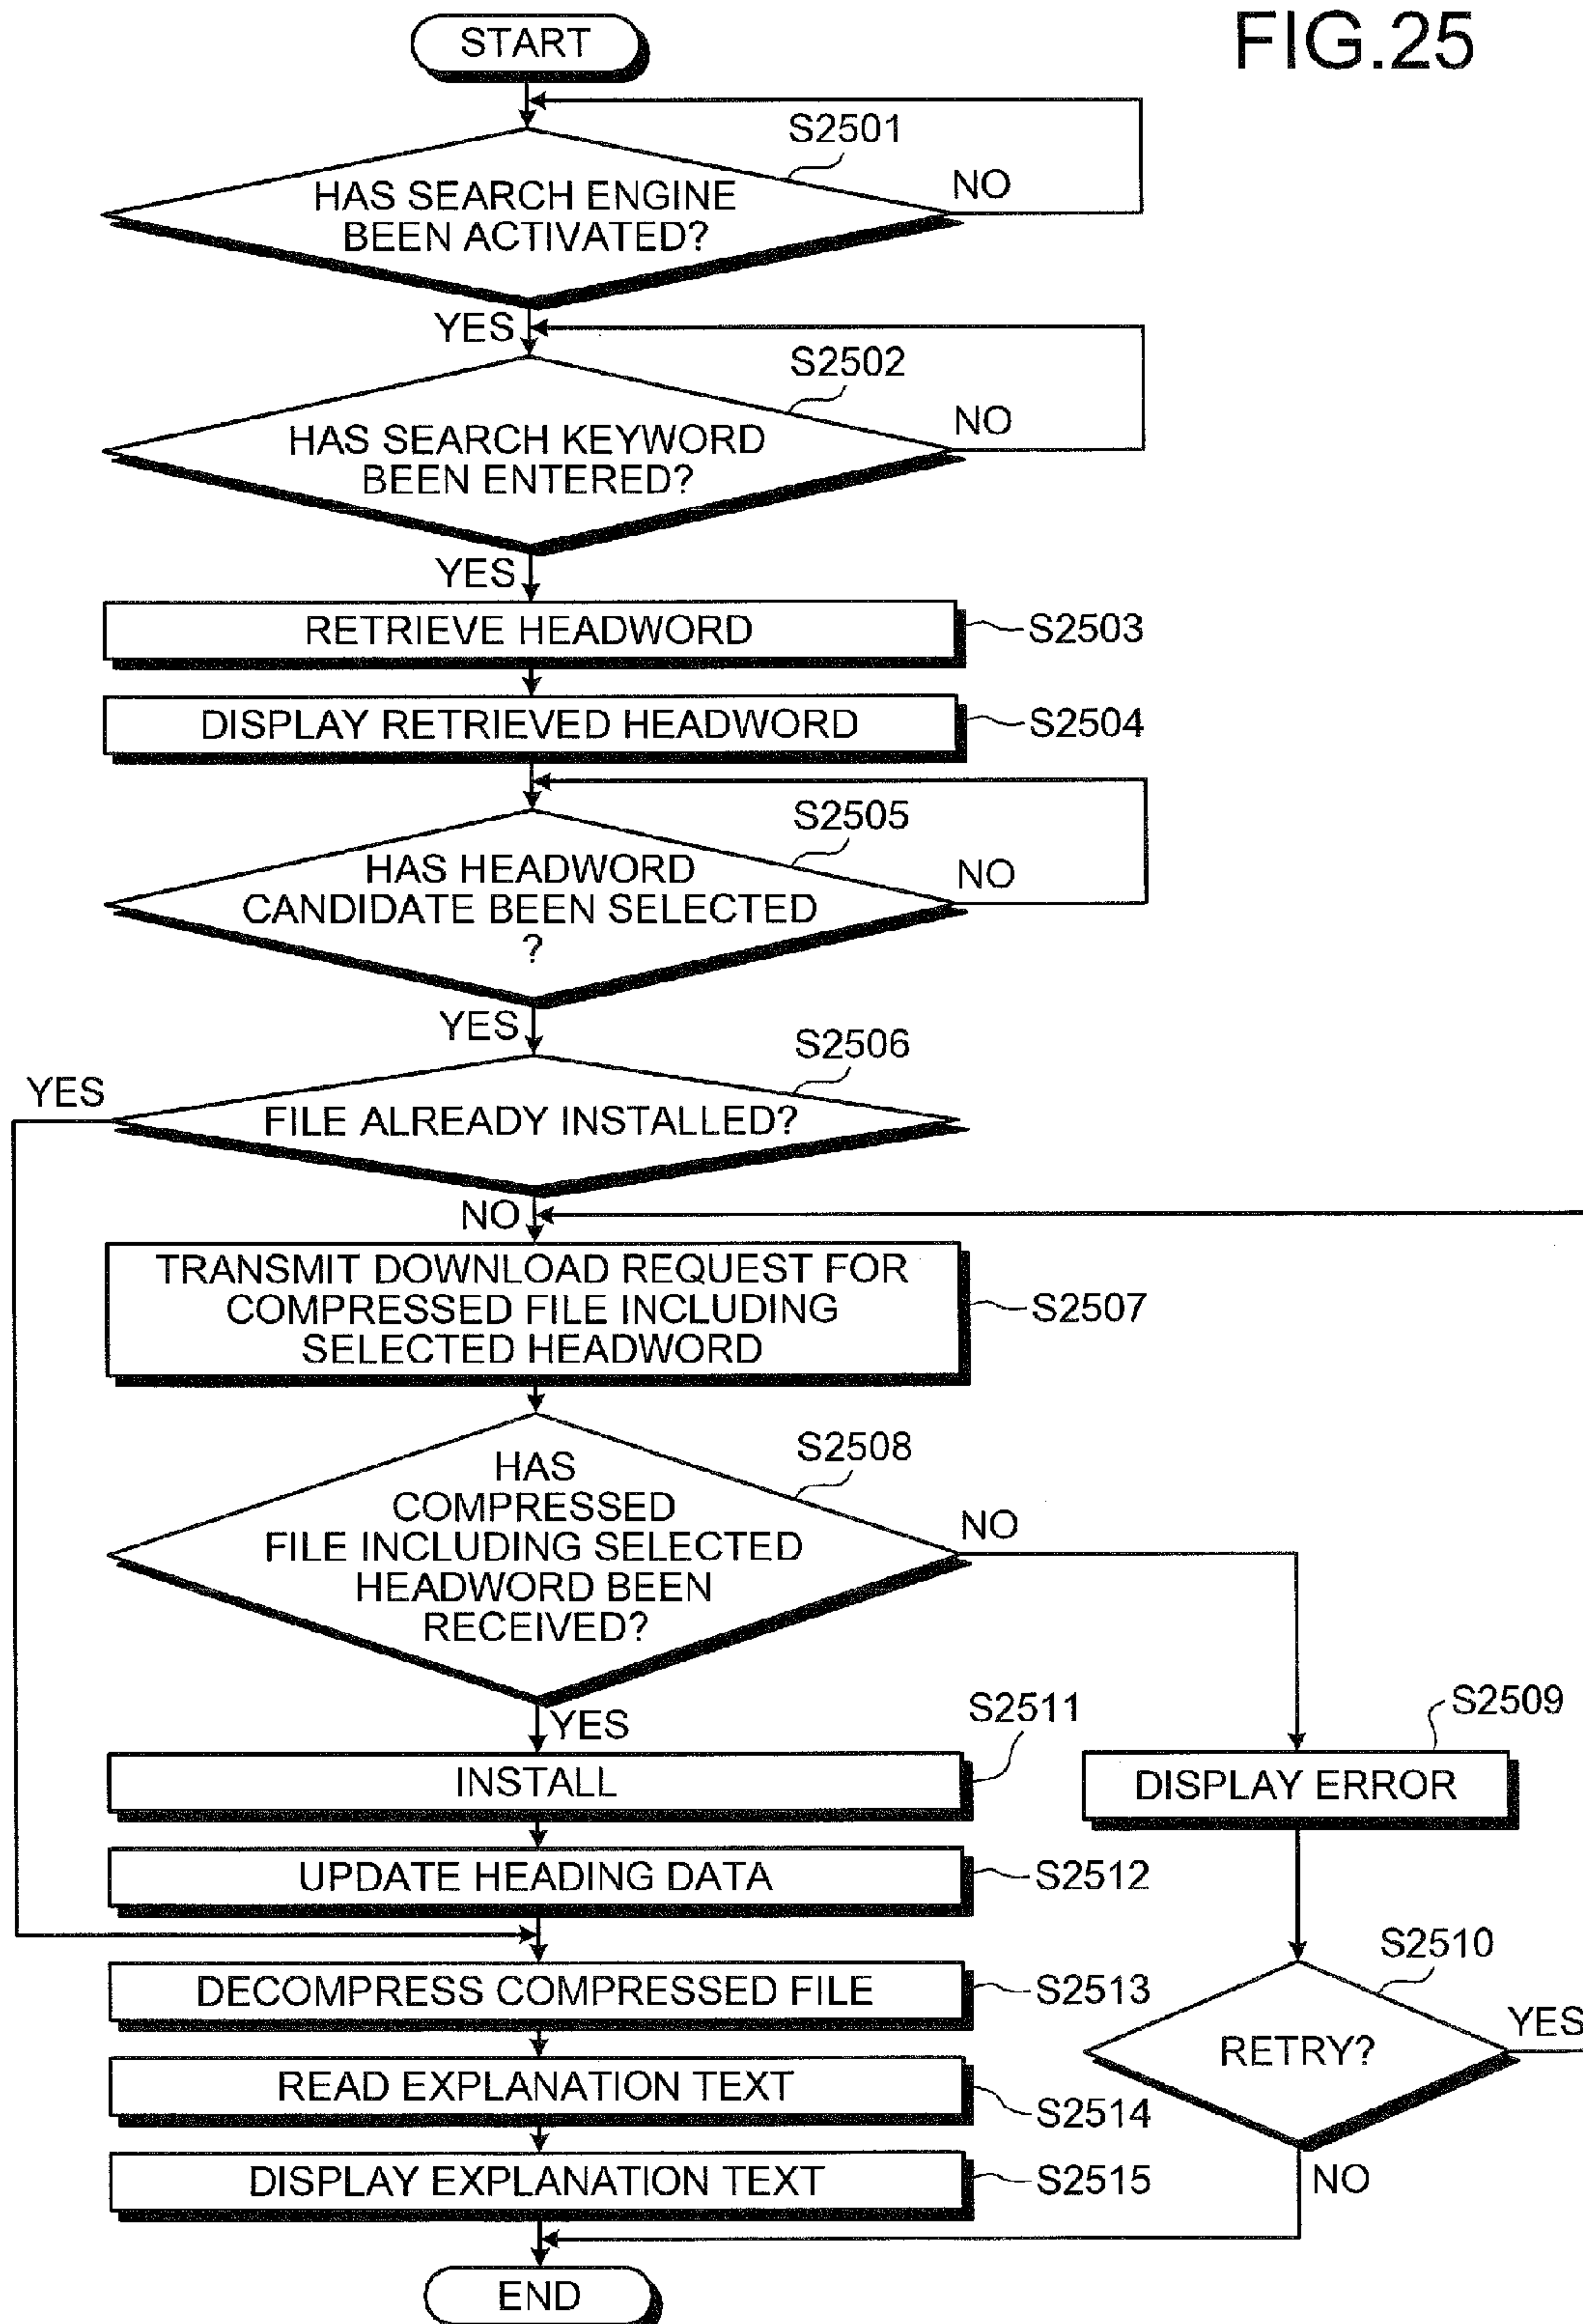 FIG.25
START
S2501
HAS SEARCH ENGINE
BEEN ACTIVATED?
NO
YES
S2502
HAS SEARCH KEYWORD
BEEN ENTERED?
NO
YES
RETRIEVE HEADWORD
S2503
DISPLAY RETRIEVED HEADWORD
S2504
S2505
HAS HEADWORD
CANDIDATE BEEN SELECTED
?
NO
YES
S2506
YES
FILE ALREADY INSTALLED?
NO
TRANSMIT DOWNLOAD REQUEST FOR
COMPRESSED FILE INCLUDING
SELECTED HEADWORD
S2507
S2508
HAS
COMPRESSED
FILE INCLUDING SELECTED
HEADWORD BEEN
RECEIVED?
NO
YES
S2511
INSTALL
S2509
DISPLAY ERROR
UPDATE HEADING DATA
S2512
DECOMPRESS COMPRESSED FILE
S2513
S2510
RETRY?
YES
READ EXPLANATION TEXT
S2514
DISPLAY EXPLANATION TEXT
S2515
NO
END